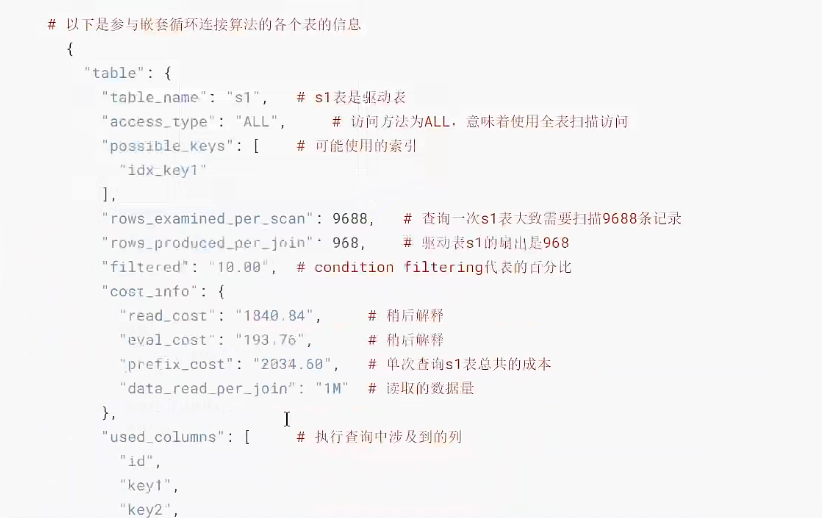 # 以下是参与嵌套循环连接算法的各个表的信息
{
"table": {
"table_name": "s1",   # s1表是驱动表
"access_type": "ALL",     # 访问方法为ALL，意味着使用全表扫描访问
"possible_keys": [    # 可能使用的索引
"idx_key1"
],
"rows_examined_per_scan": 9688,   # 查询一次s1表大致需要扫描9688条记录
"rows_produced_per_join": 968,    # 驱动表s1的扇出是968
"filtered": "10.00",  # condition filtering代表的百分比
"cost_info": {
"read_cost": "1840.84",     # 稍后解释
"eval_cost": "193.76",      # 稍后解释
"prefix_cost": "2034.60",   # 单次查询s1表总共的成本
"data_read_per_join": "1M"  # 读取的数据量
},
"used_columns": [     # 执行查询中涉及到的列
"id",
"key1",
"key2",